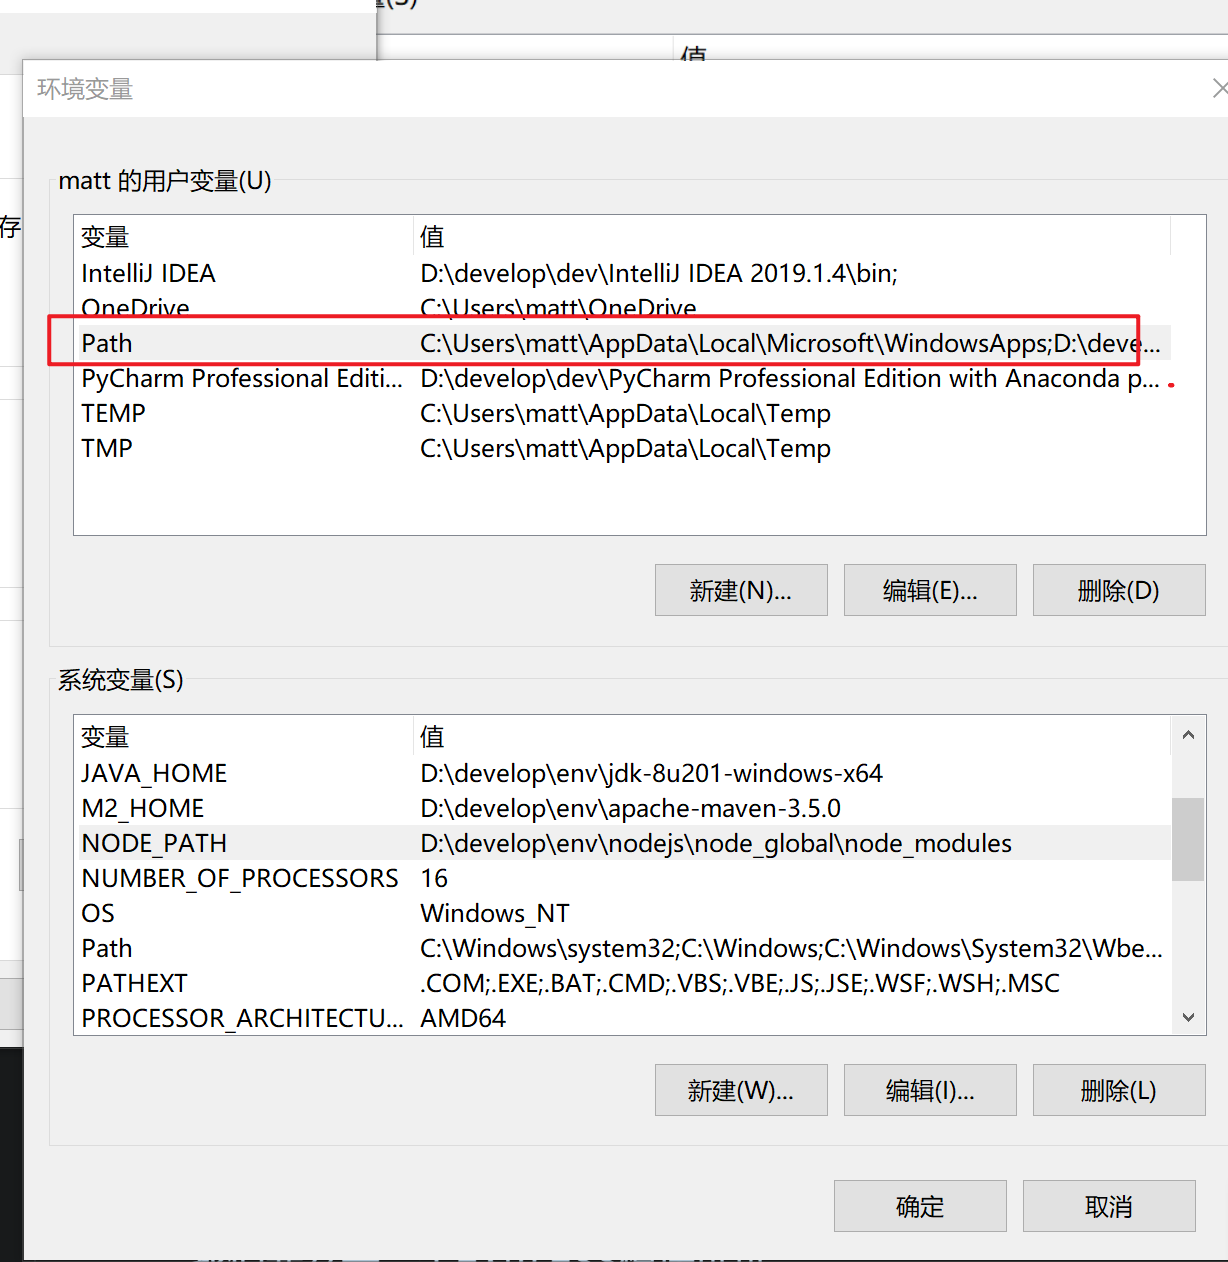 值
环境变量
matt 的用户变量(U)
存
变量 值
IntelliJ IDEA D:\develop\dev\IntelliJ IDEA 2019.1.4\bin;
OneDrive C:\Users\matt\OneDrive
Path C:\Users\matt\AppData\Local\Microsoft\WindowsApps;D:\deve...
PyCharm Professional Editi... D:\develop\dev\PyCharm Professional Edition with Anaconda p...
TEMP C:\Users\matt\AppData\Local\Temp
TMP C:\Users\matt\AppData\Local\Temp
新建(N)... 编辑(E)... 删除(D)
系统变量(S)
变量 值
JAVA_HOME D:\develop\env\jdk-8u201-windows-x64
M2_HOME D:\develop\env\apache-maven-3.5.0
NODE_PATH D:\develop\env\nodejs\node_global\node_modules
NUMBER_OF_PROCESSORS 16
OS Windows_NT
Path C:\Windows\system32;C:\Windows;C:\Windows\System32\Wbe...
PATHEXT .COM;.EXE;.BAT;.CMD;.VBS;.VBE;.JS;.JSE;.WSF;.WSH;.MSC
PROCESSOR_ARCHITECTU... AMD64
新建(W)... 编辑(I)... 删除(L)
确定 取消